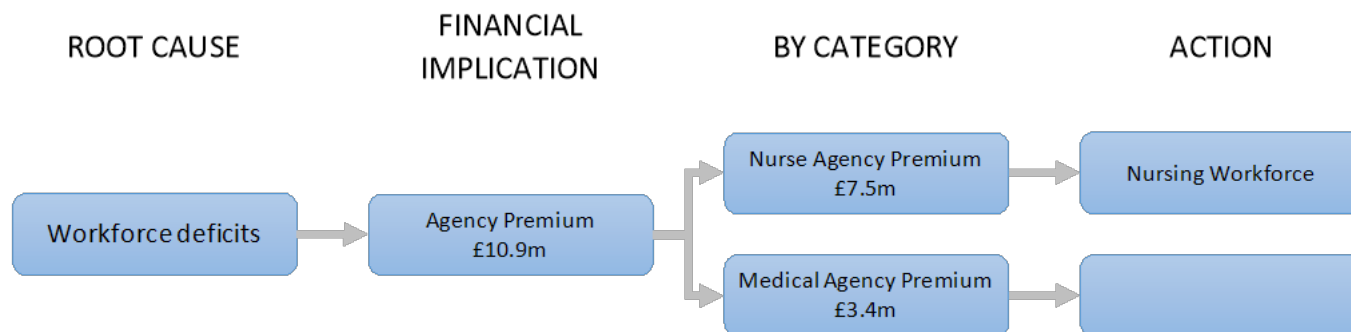 ROOT CAUSE
FINANCIAL
IMPLICATION
BY CATEGORY
ACTION
Workforce deficits
Agency Premium
£10.9m
Nurse Agency Premium
£7.5m
Nursing Workforce
Medical Agency Premium
£3.4m